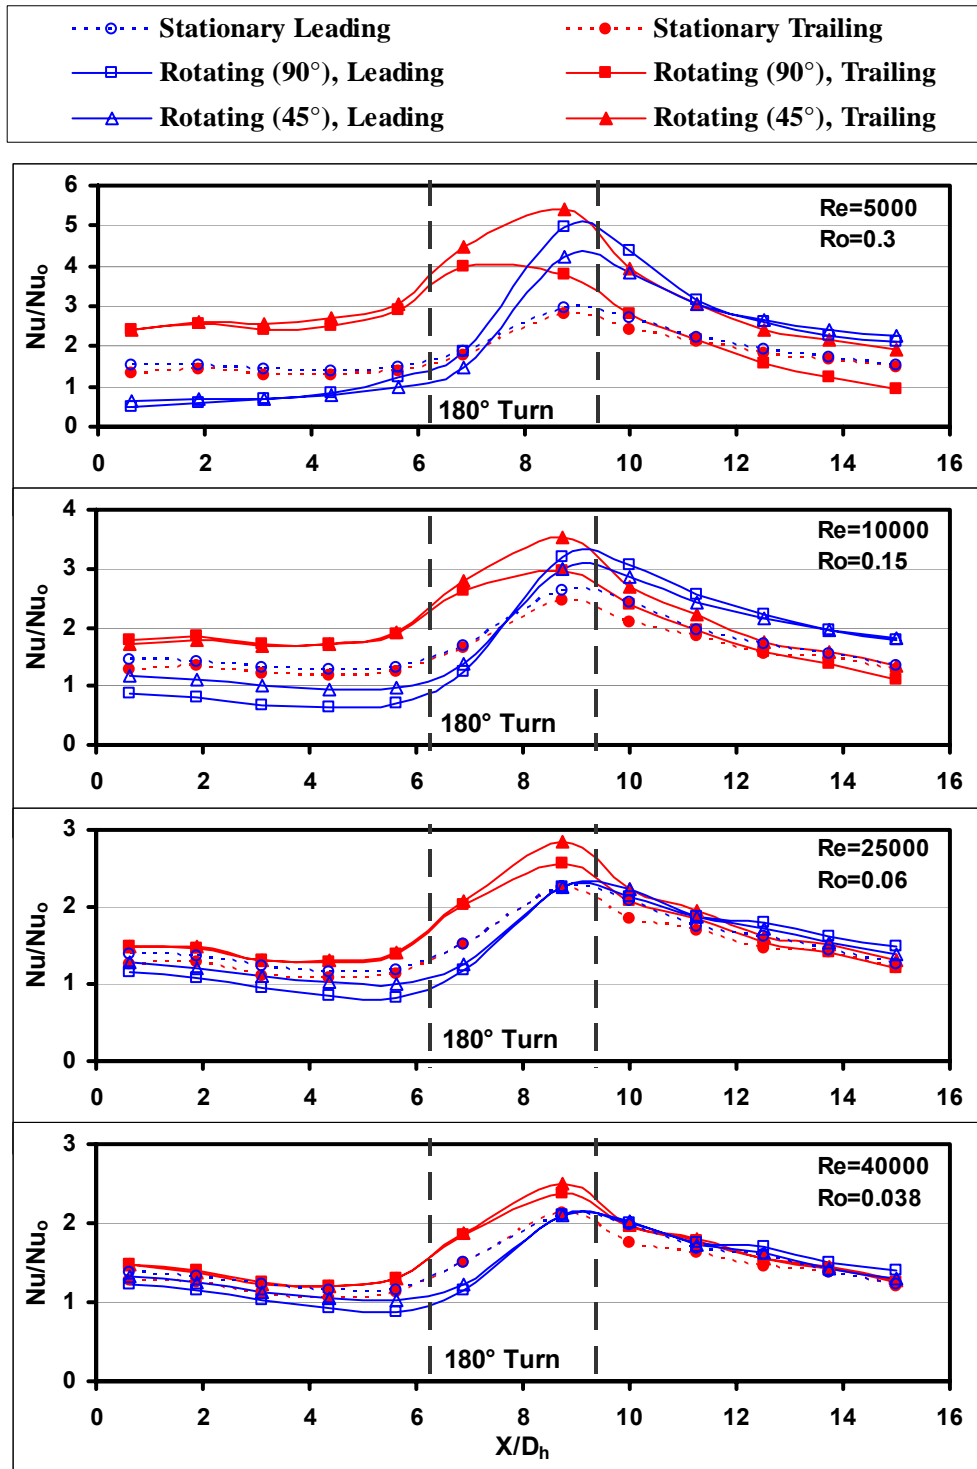 Stationary Leading
Stationary Trailing
Rotating (90°), Leading
Rotating (90°), Trailing
Rotating (45°), Leading
Rotating (45°), Trailing
6
5
4
3
2
1
0
Nu/Nuₒ
Re=5000
Ro=0.3
180° Turn
0 2 4 6 8 10 12 14 16
4
3
2
1
0
Nu/Nuₒ
Re=10000
Ro=0.15
180° Turn
0 2 4 6 8 10 12 14 16
3
2
1
0
Nu/Nuₒ
Re=25000
Ro=0.06
180° Turn
0 2 4 6 8 10 12 14 16
3
2
1
0
Nu/Nuₒ
Re=40000
Ro=0.038
180° Turn
0 2 4 6 8 10 12 14 16
X/Dₕ